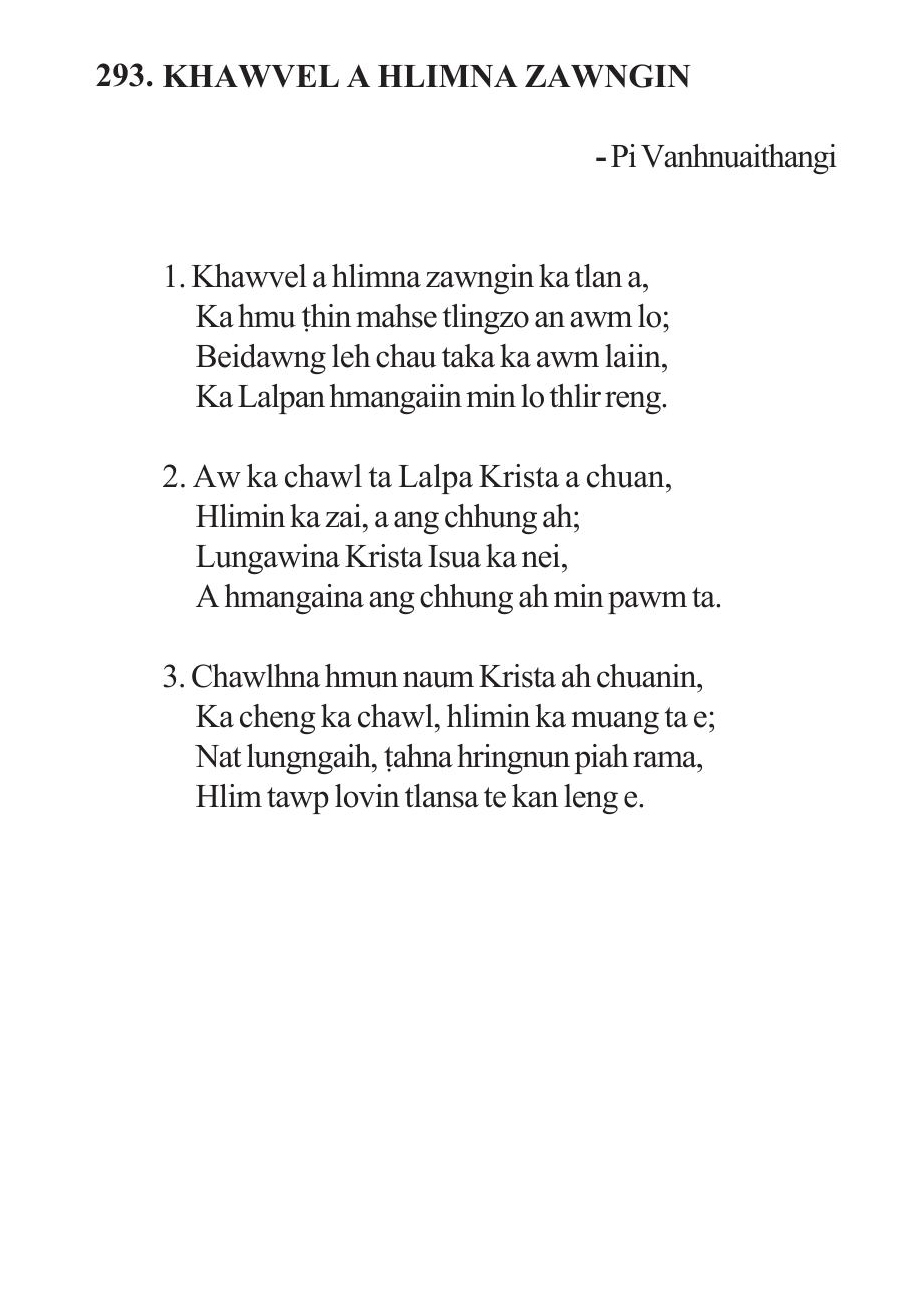 293. KHAWVEL A HLIMNA ZAWNGIN
- Pi Vanhnuaithangi
1. Khawvel a hlimna zawngin ka tlan a,
Ka hmu ṭhin mahse tlingzo an awm lo;
Beidawng leh chau taka ka awm laiin,
Ka Lalpan hmangaiin min lo thlir reng.
2. Aw ka chawl ta Lalpa Krista a chuan,
Hlimin ka zai, a ang chhung ah;
Lungawina Krista Isua ka nei,
A hmangaina ang chhung ah min pawm ta.
3. Chawlhna hmun naum Krista ah chuanin,
Ka cheng ka chawl, hlimin ka muang ta e;
Nat lungngaih, ṭahna hringnun piah rama,
Hlim tawp lovin tlansa te kan leng e.